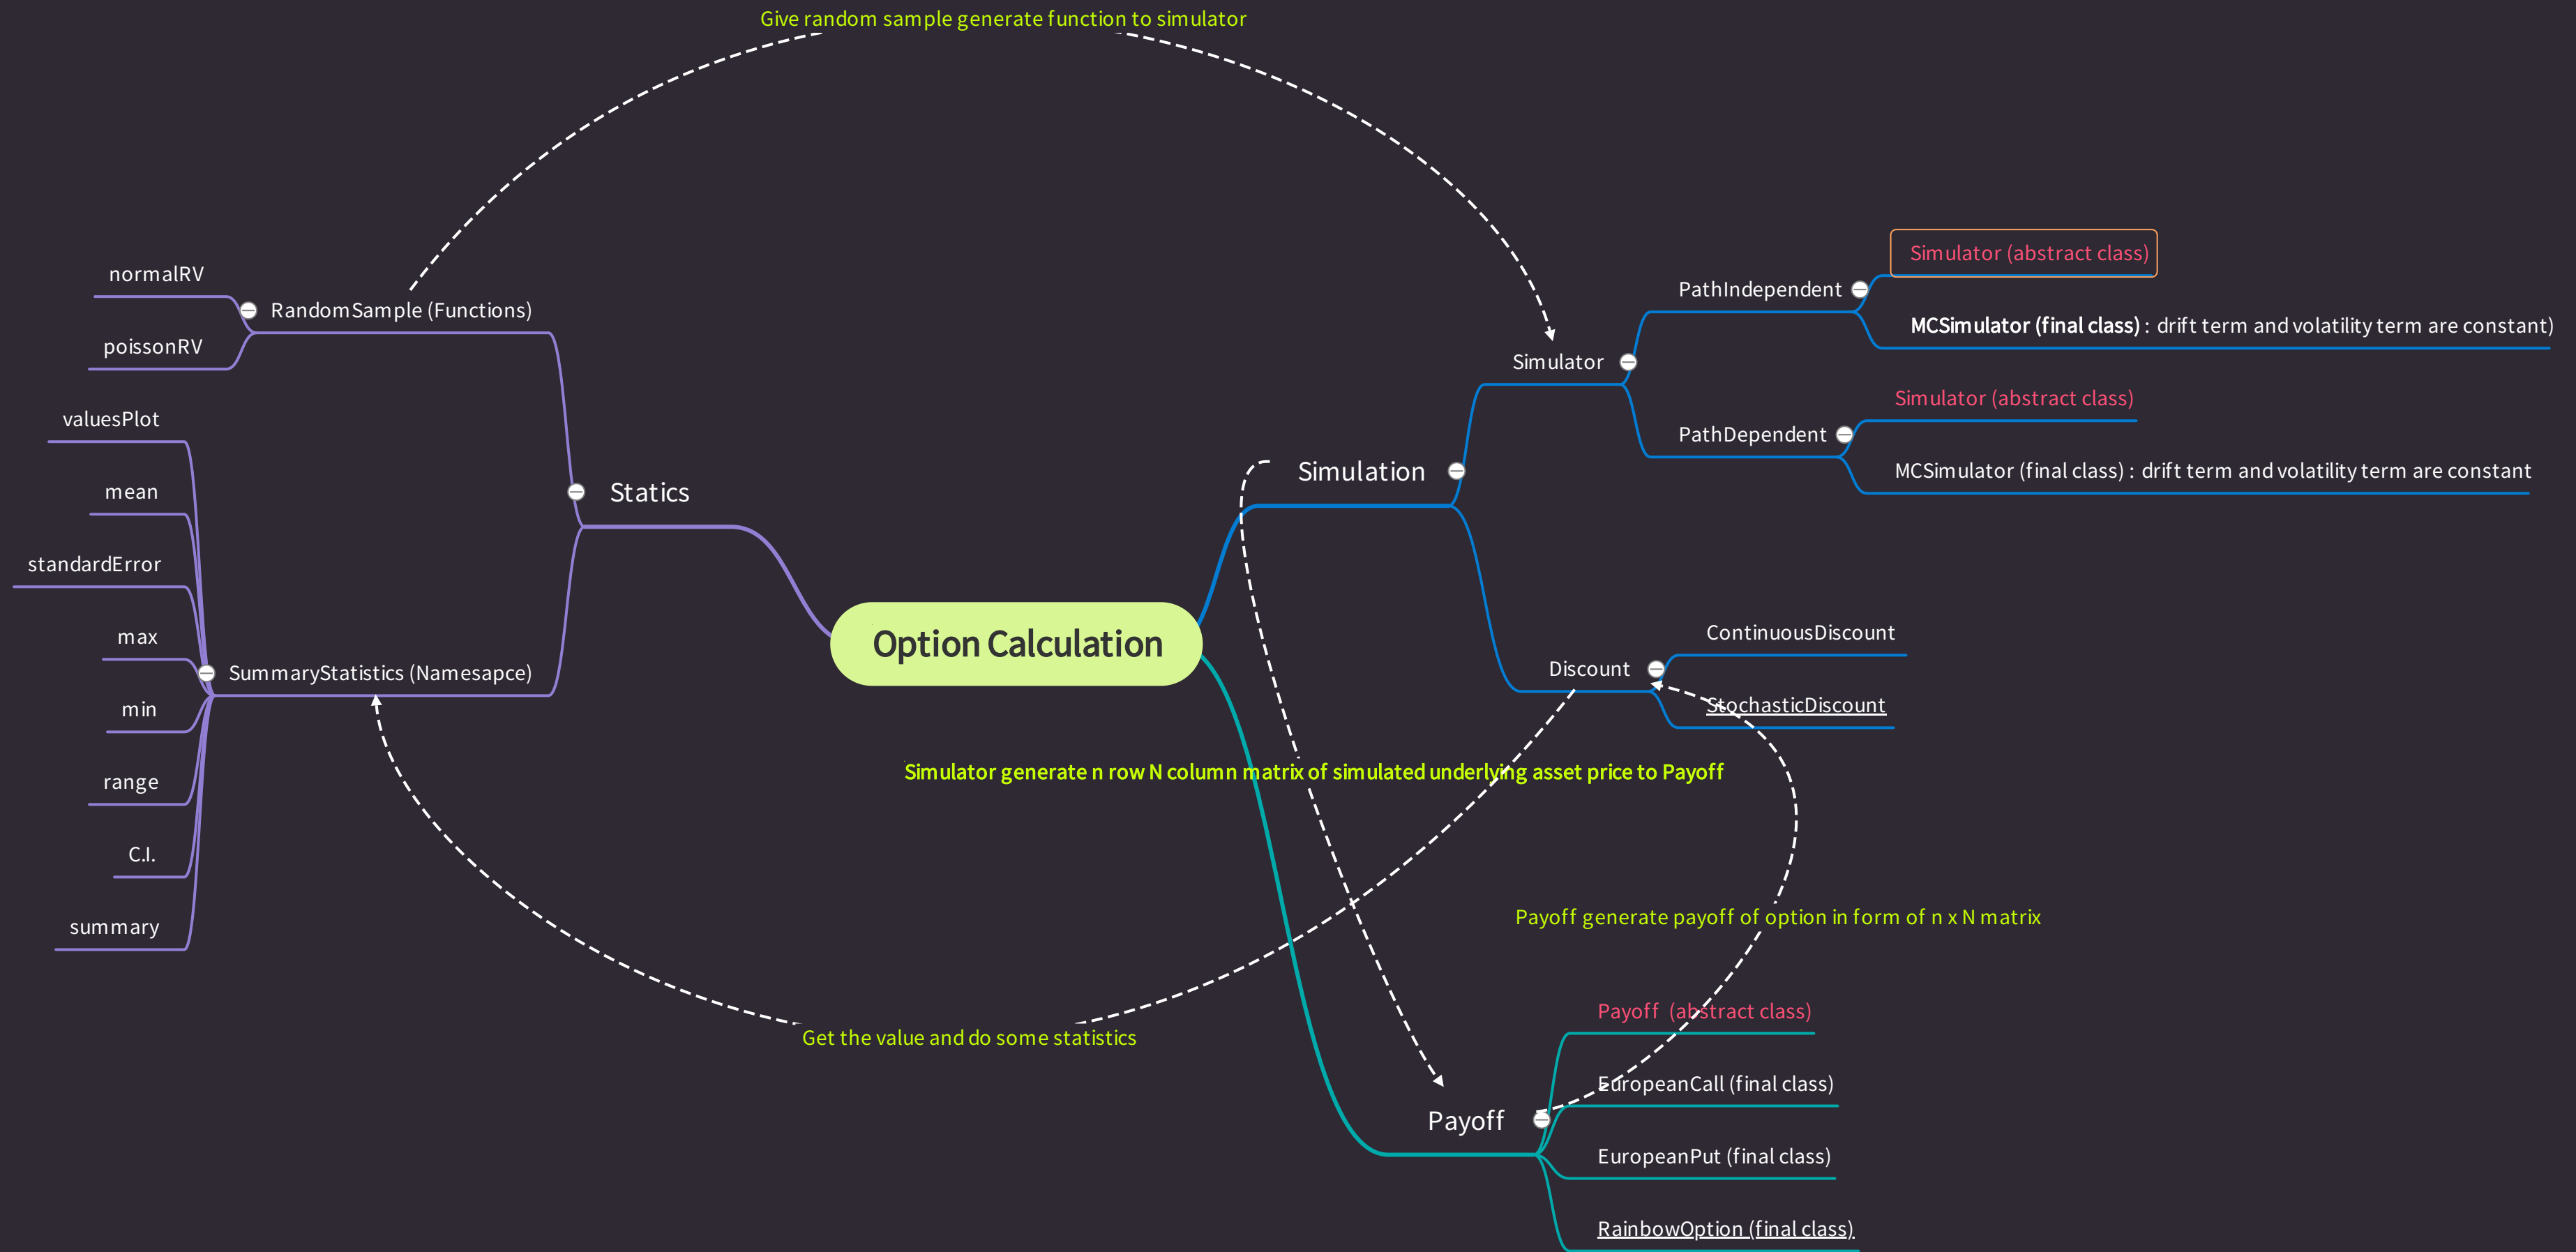 Give random sample generate function to simulator
normalRV
RandomSample (Functions)
poissonRV
valuesPlot
mean
standardError
max
SummaryStatistics (Namesapce)
min
range
C.I.
summary
Statics
Option Calculation
Simulation
Simulator
PathIndependent
Simulator (abstract class)
MCSimulator (final class) : drift term and volatility term are constant)
PathDependent
Simulator (abstract class)
MCSimulator (final class) : drift term and volatility term are constant
Discount
ContinuousDiscount
StochasticDiscount
Simulator generate n row N column matrix of simulated underlying asset price to Payoff
Payoff generate payoff of option in form of n x N matrix
Get the value and do some statistics
Payoff
Payoff (abstract class)
EuropeanCall (final class)
EuropeanPut (final class)
RainbowOption (final class)